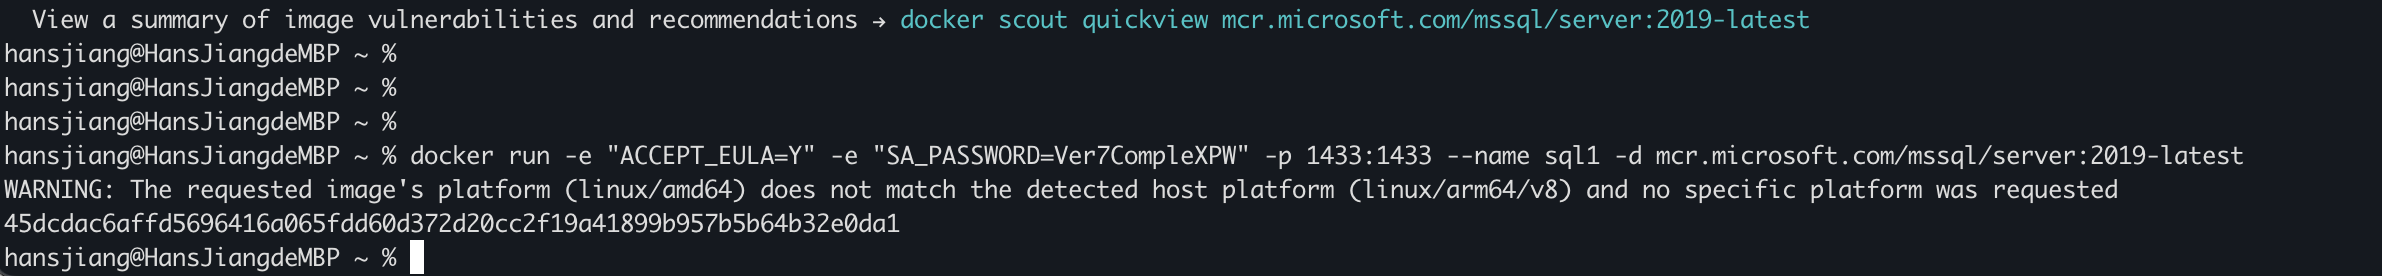 View a summary of image vulnerabilities and recommendations → docker scout quickview mcr.microsoft.com/mssql/server:2019-latest
hansjiang@HansJiangdeMBP ~ %
hansjiang@HansJiangdeMBP ~ %
hansjiang@HansJiangdeMBP ~ %
hansjiang@HansJiangdeMBP ~ % docker run -e "ACCEPT_EULA=Y" -e "SA_PASSWORD=Ver7CompleXPW" -p 1433:1433 --name sql1 -d mcr.microsoft.com/mssql/server:2019-latest
WARNING: The requested image's platform (linux/amd64) does not match the detected host platform (linux/arm64/v8) and no specific platform was requested
45dcdac6affd5696416a065fdd60d372d20cc2f19a41899b957b5b64b32e0da1
hansjiang@HansJiangdeMBP ~ %